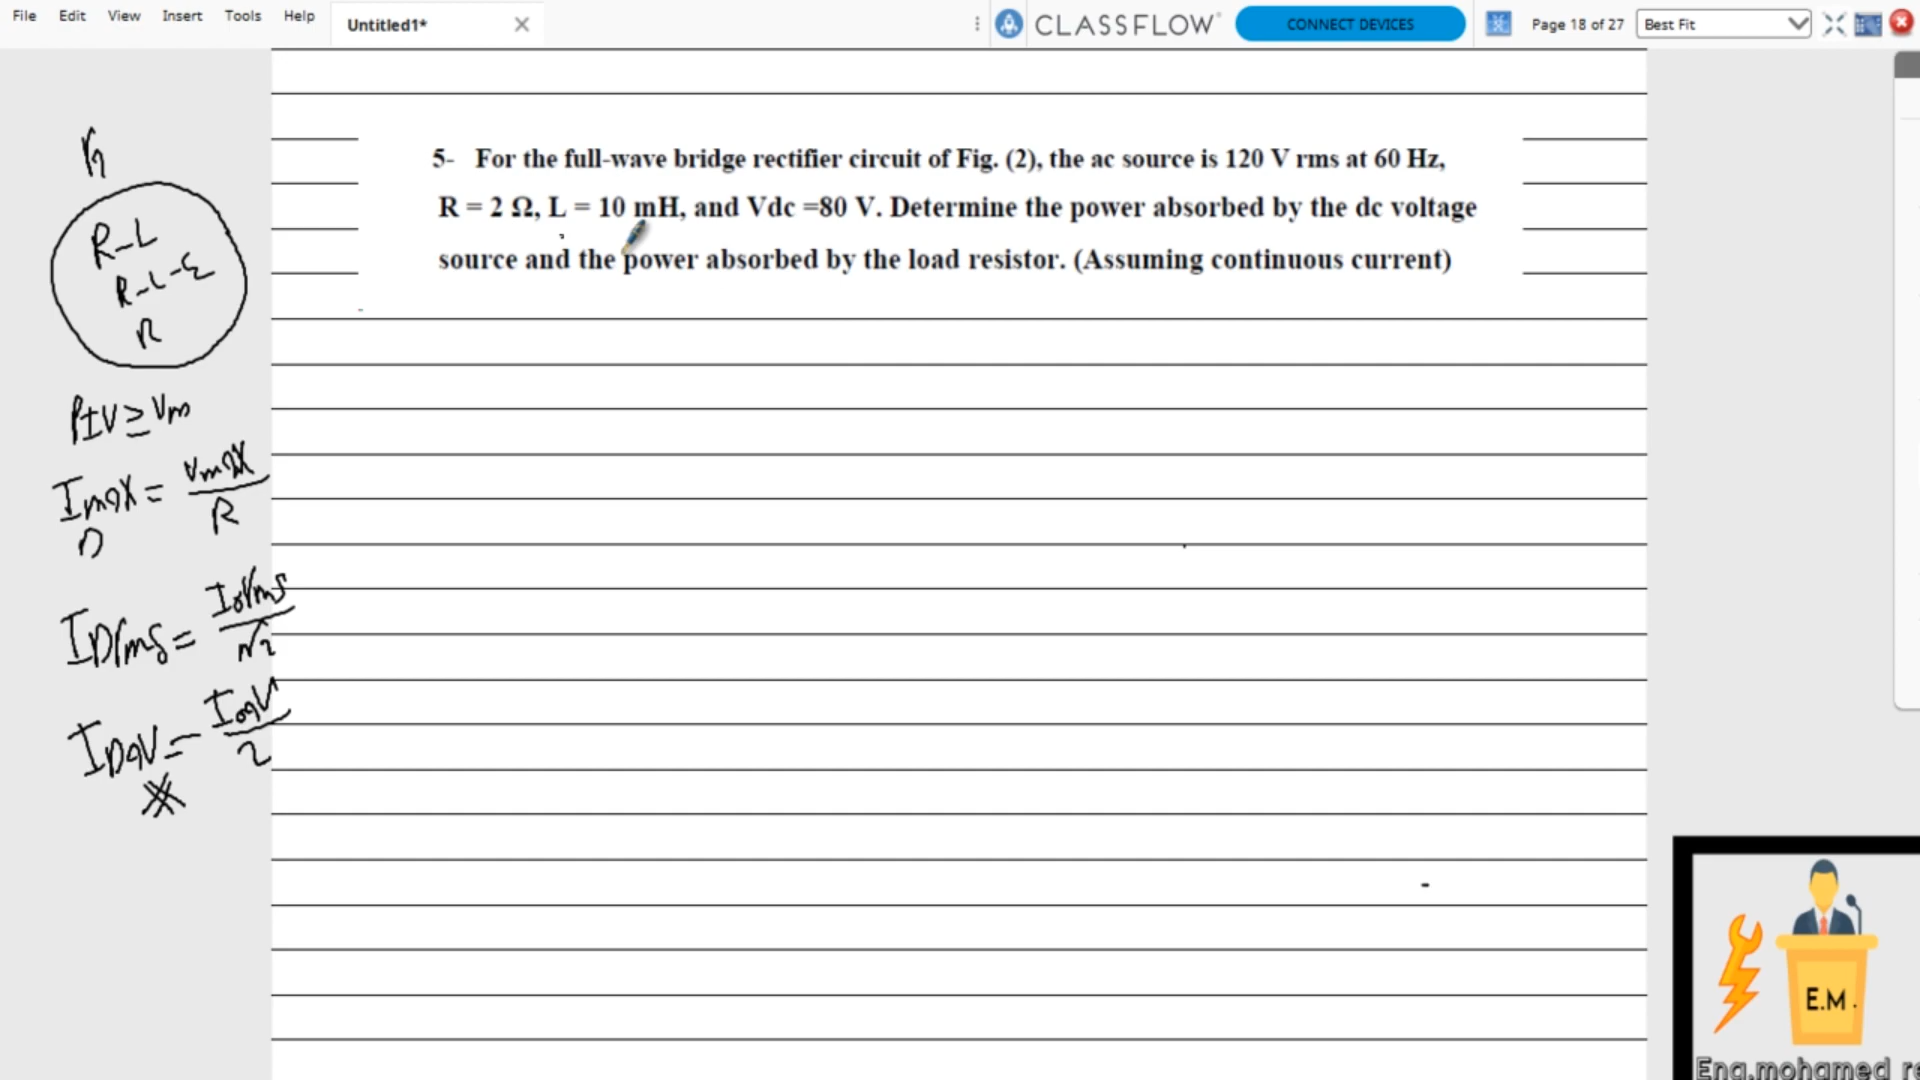 File Edit View Insert Tools Help
Untitled1*
CLASSFLOW
CONNECT DEVICES
Page 18 of 27
Best Fit
5- For the full-wave bridge rectifier circuit of Fig. (2), the ac source is 120 V rms at 60 Hz,
R = 2 Ω, L = 10 mH, and Vdc =80 V. Determine the power absorbed by the dc voltage
source and the power absorbed by the load resistor. (Assuming continuous current)
R-L
R-L-E
R
PIV ≥ Vm
Imax = Vmax / R
D
IDrms = Iorms / √2
IDav = Ioav / 2
E.M .
Eng.mohamed re